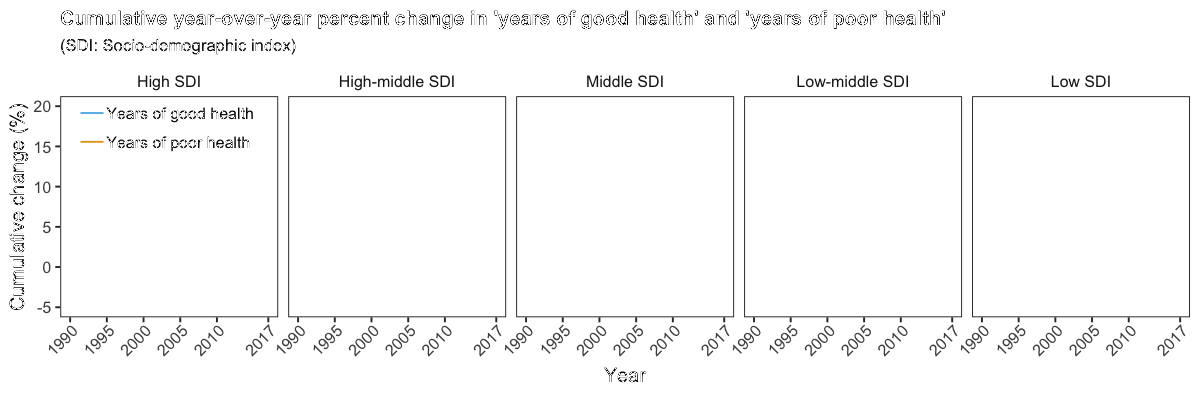 Cumulative year-over-year percent change in 'years of good health' and 'years of poor health'
(SDI: Socio-demographic index)
High SDI
High-middle SDI
Middle SDI
Low-middle SDI
Low SDI
Cumulative change (%)
20
15
10
5
0
-5
Years of good health
Years of poor health
1990 1995 2000 2005 2010 2017
1990 1995 2000 2005 2010 2017
1990 1995 2000 2005 2010 2017
1990 1995 2000 2005 2010 2017
1990 1995 2000 2005 2010 2017
Year